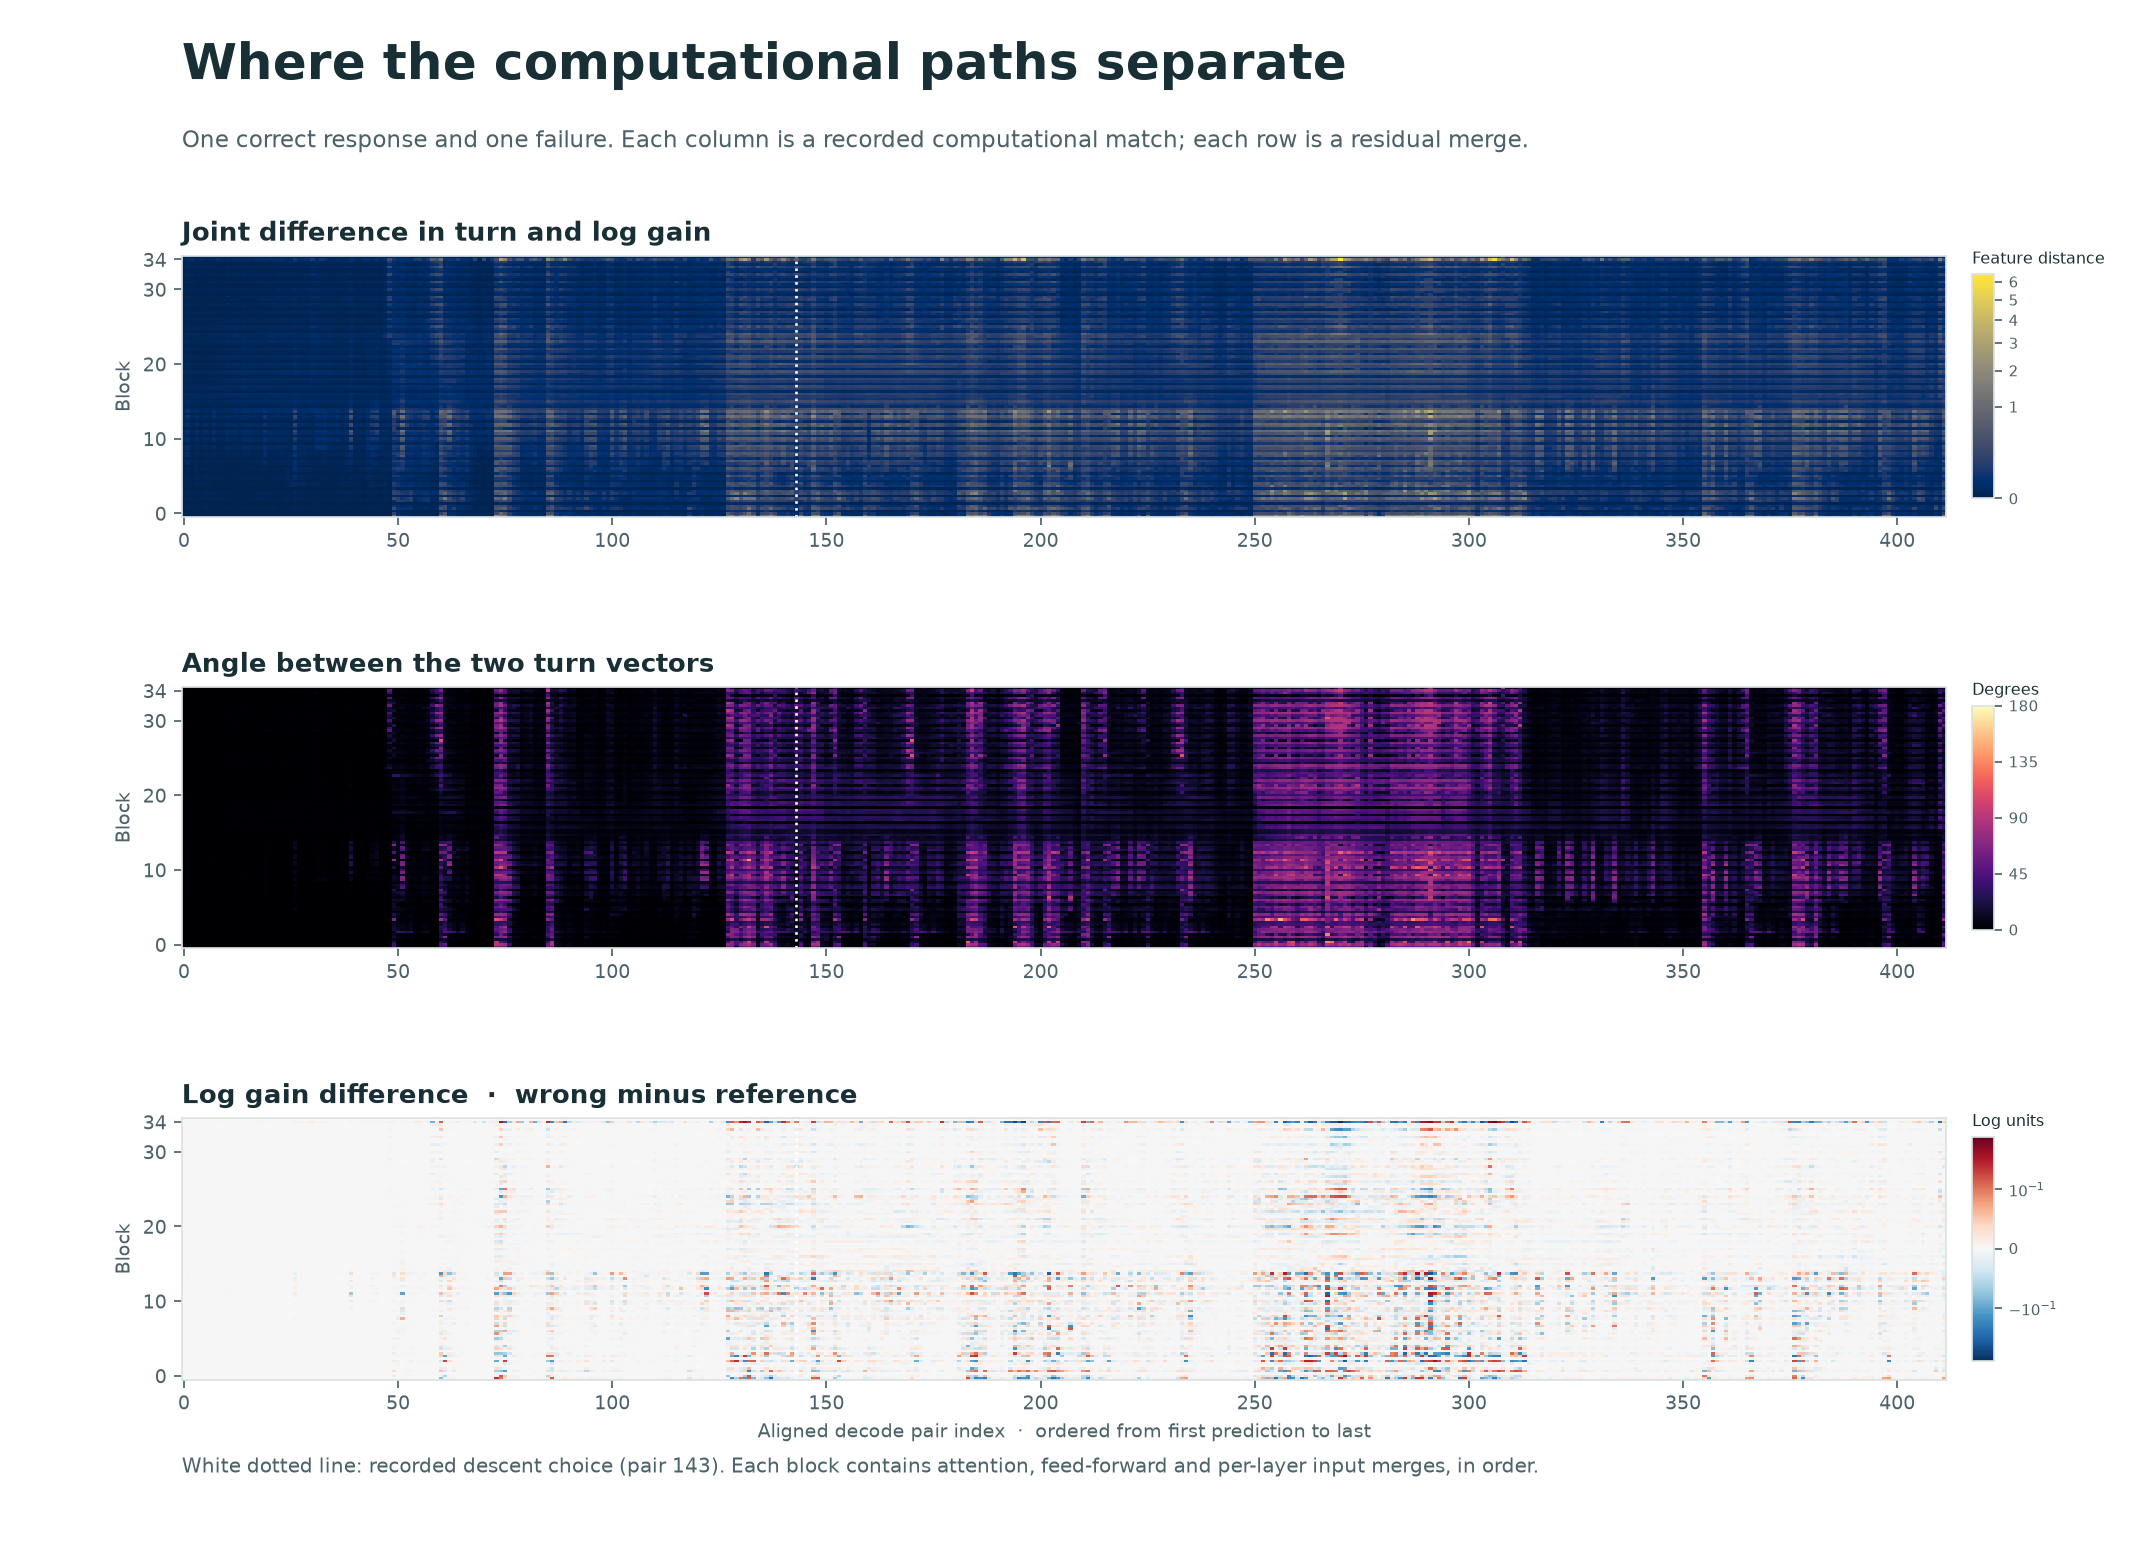 Where the computational paths separate
One correct response and one failure. Each column is a recorded computational match; each row is a residual merge.
Joint difference in turn and log gain
Feature distance
34
30
20
10
0
Block
6
5
4
3
2
1
0
0 50 100 150 200 250 300 350 400
Angle between the two turn vectors
Degrees
34
30
20
10
0
Block
180
135
90
45
0
0 50 100 150 200 250 300 350 400
Log gain difference · wrong minus reference
Log units
34
30
20
10
0
Block
10⁻¹
0
−10⁻¹
0 50 100 150 200 250 300 350 400
Aligned decode pair index · ordered from first prediction to last
White dotted line: recorded descent choice (pair 143). Each block contains attention, feed-forward and per-layer input merges, in order.